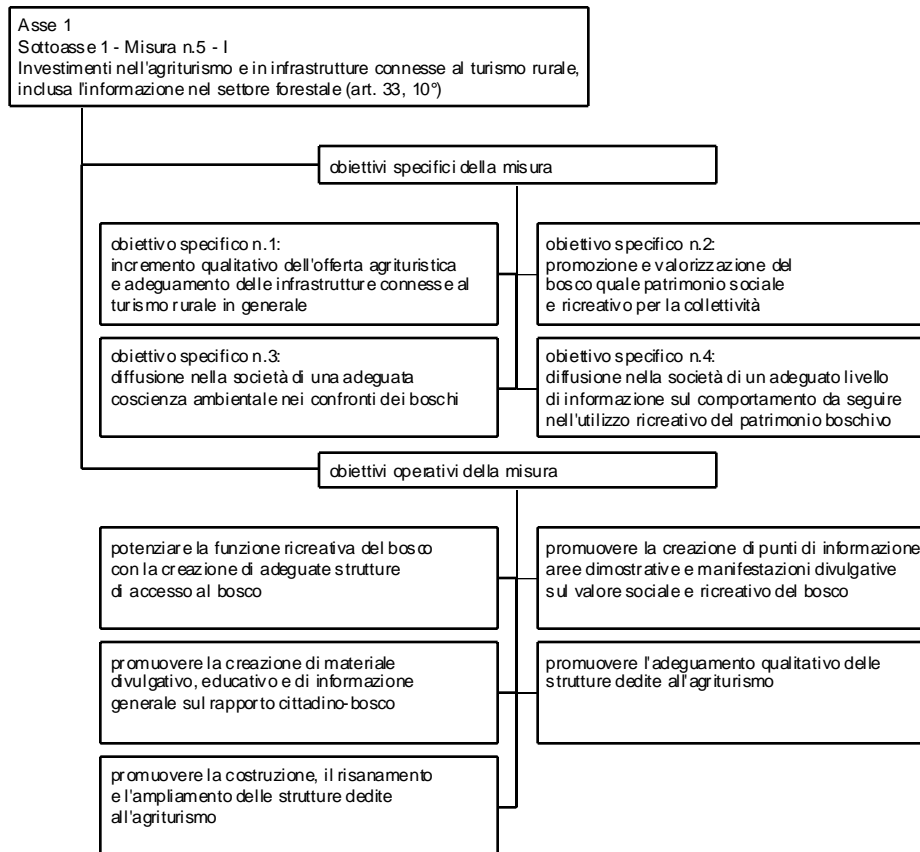 Asse 1
Sottoasse 1 - Misura n.5 - I
Investimenti nell'agriturismo e in infrastrutture connesse al turismo rurale,
inclusa l'informazione nel settore forestale (art. 33, 10°)
obiettivi specifici della misura
obiettivo specifico n.1:
incremento qualitativo dell'offerta agrituristica
e adeguamento delle infrastrutture connesse al
turismo rurale in generale
obiettivo specifico n.2:
promozione e valorizzazione del
bosco quale patrimonio sociale
e ricreativo per la collettività
obiettivo specifico n.3:
diffusione nella società di una adeguata
coscienza ambientale nei confronti dei boschi
obiettivo specifico n.4:
diffusione nella società di un adeguato livello
di informazione sul comportamento da seguire
nell'utilizzo ricreativo del patrimonio boschivo
obiettivi operativi della misura
potenziare la funzione ricreativa del bosco
con la creazione di adeguate strutture
di accesso al bosco
promuovere la creazione di punti di informazione
aree dimostrative e manifestazioni divulgative
sul valore sociale e ricreativo del bosco
promuovere la creazione di materiale
divulgativo, educativo e di informazione
generale sul rapporto cittadino-bosco
promuovere l'adeguamento qualitativo delle
strutture dedite all'agriturismo
promuovere la costruzione, il risanamento
e l'ampliamento delle strutture dedite
all'agriturismo